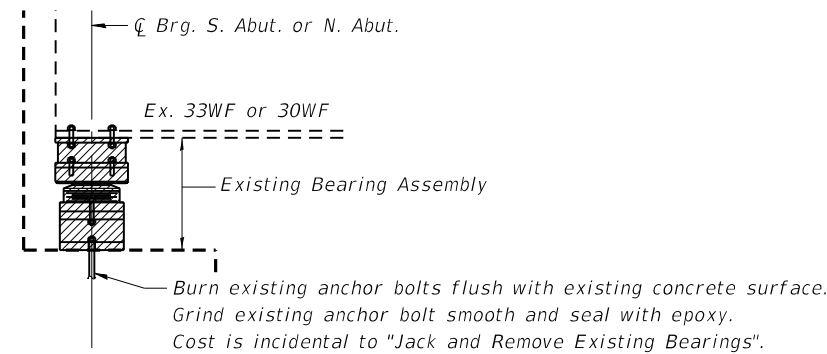 ℄ Brg. S. Abut. or N. Abut.
Ex. 33WF or 30WF
Existing Bearing Assembly
Burn existing anchor bolts flush with existing concrete surface.
Grind existing anchor bolt smooth and seal with epoxy.
Cost is incidental to "Jack and Remove Existing Bearings".